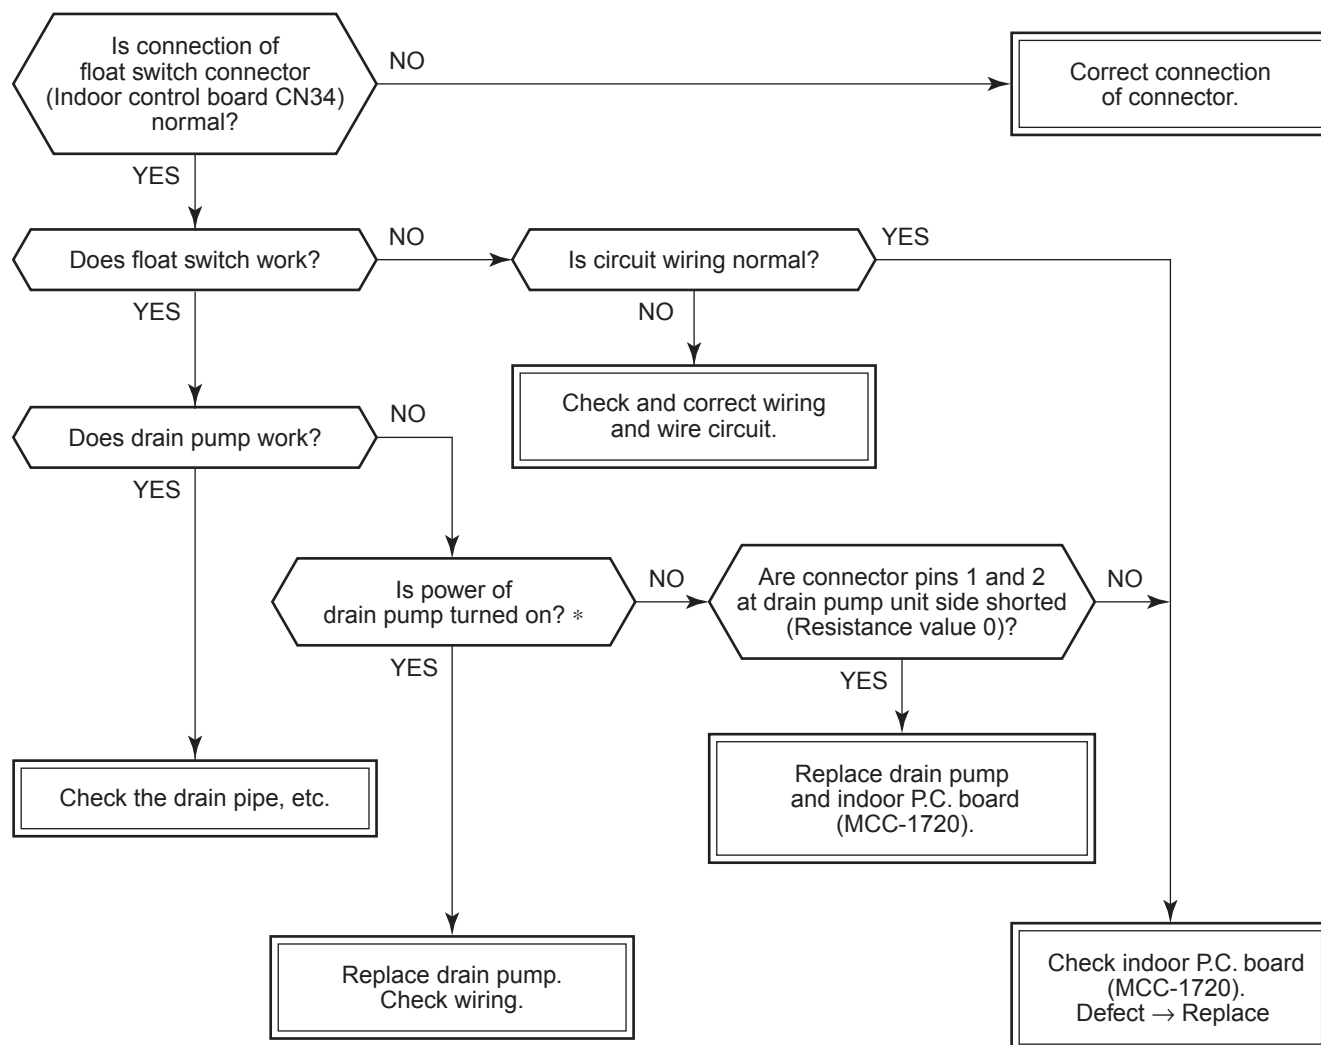 Is connection of
float switch connector
(Indoor control board CN34)
normal?
NO
Correct connection
of connector.
YES
Does float switch work?
NO
Is circuit wiring normal?
YES
YES
NO
Check and correct wiring
and wire circuit.
Does drain pump work?
NO
YES
Is power of
drain pump turned on? *
NO
Are connector pins 1 and 2
at drain pump unit side shorted
(Resistance value 0)?
NO
YES
YES
Check the drain pipe, etc.
Replace drain pump
and indoor P.C. board
(MCC-1720).
Replace drain pump.
Check wiring.
Check indoor P.C. board
(MCC-1720).
Defect → Replace